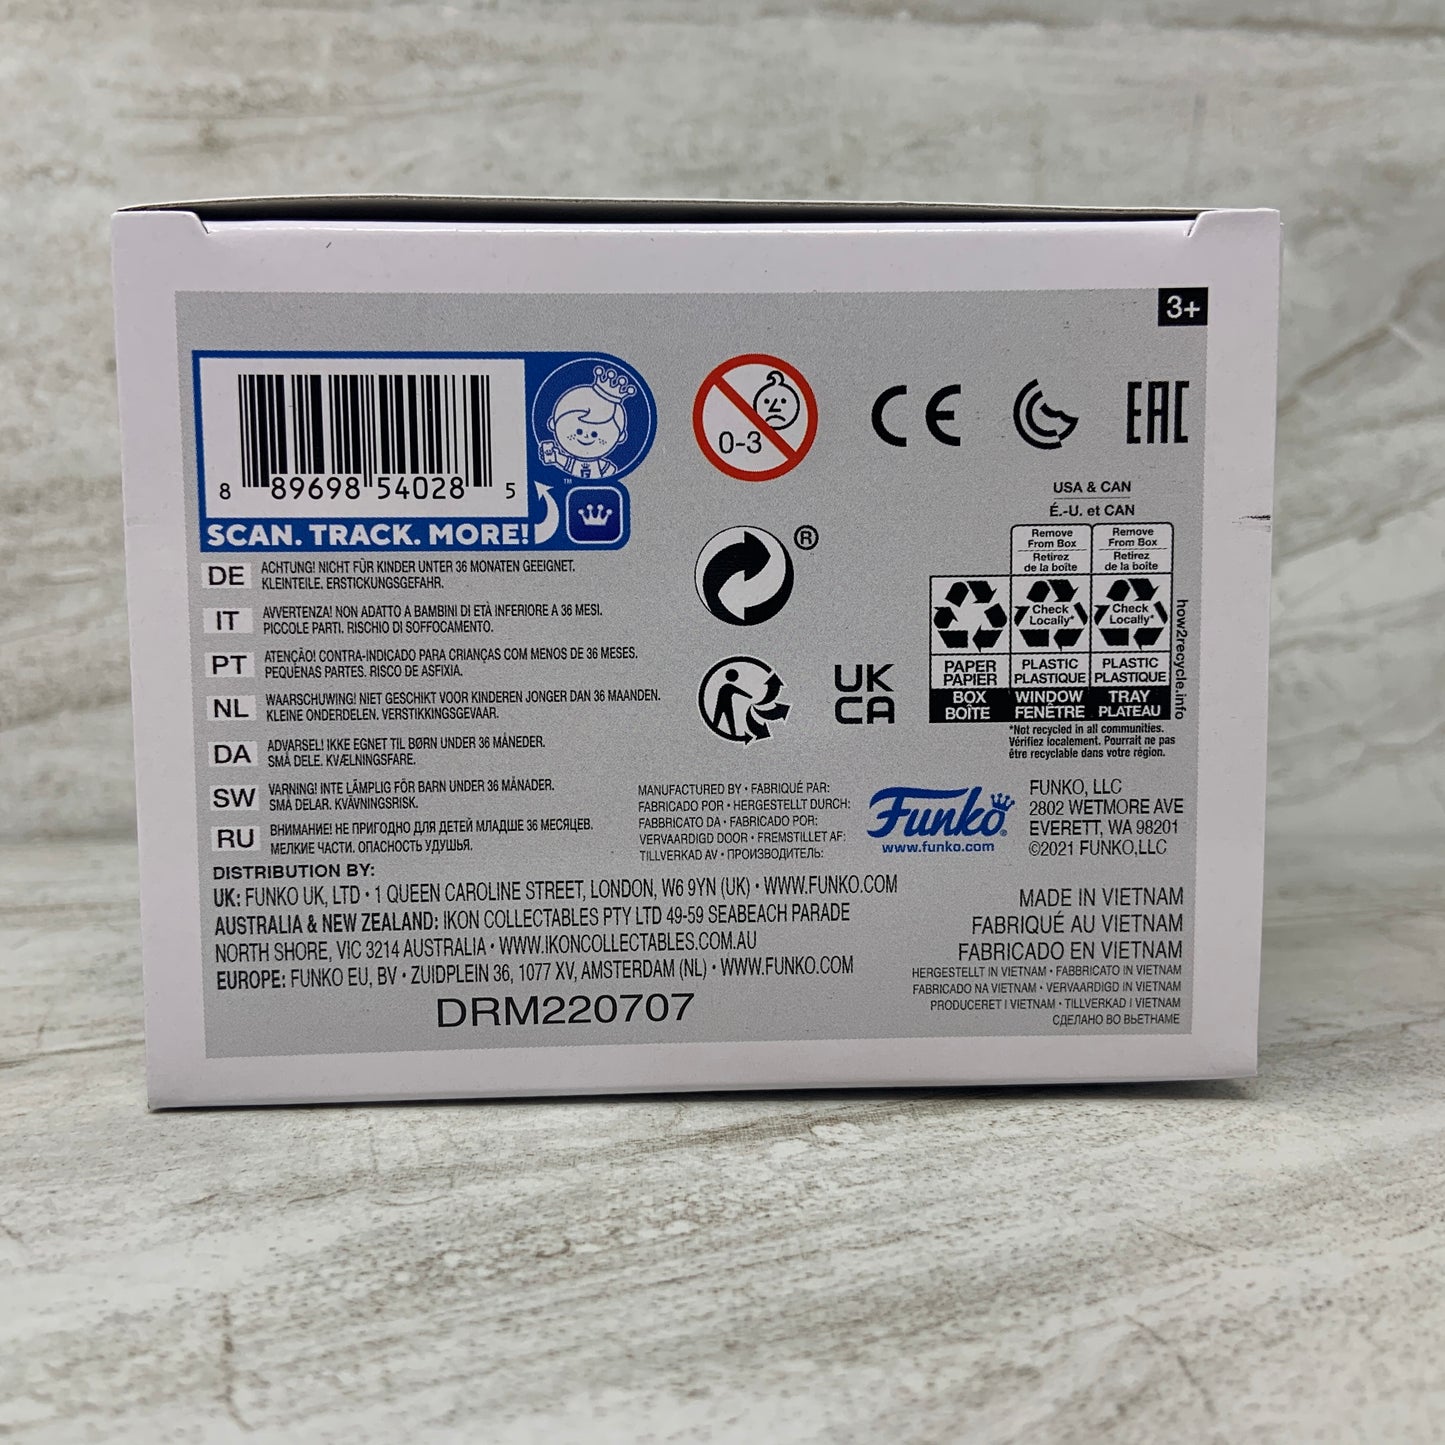 3+
8 89698 54028 5
SCAN. TRACK. MORE!
™
0-3
CE
EAC
USA & CAN
É.-U. et CAN
Remove From Box
Retirez de la boîte
Remove From Box
Retirez de la boîte
Check Locally*
Check Locally*
PAPER
PAPIER
BOX
BOÎTE
PLASTIC
PLASTIQUE
WINDOW
FENÊTRE
PLASTIC
PLASTIQUE
TRAY
PLATEAU
how2recycle.info
*Not recycled in all communities.
Vérifiez localement. Pourrait ne pas
être recyclable dans votre région.
®
UK
CA
DE ACHTUNG! NICHT FÜR KINDER UNTER 36 MONATEN GEEIGNET.
KLEINTEILE. ERSTICKUNGSGEFAHR.
IT AVVERTENZA! NON ADATTO A BAMBINI DI ETÀ INFERIORE A 36 MESI.
PICCOLE PARTI. RISCHIO DI SOFFOCAMENTO.
PT ATENÇÃO! CONTRA-INDICADO PARA CRIANÇAS COM MENOS DE 36 MESES.
PEQUENAS PARTES. RISCO DE ASFIXIA.
NL WAARSCHUWING! NIET GESCHIKT VOOR KINDEREN JONGER DAN 36 MAANDEN.
KLEINE ONDERDELEN. VERSTIKKINGSGEVAAR.
DA ADVARSEL! IKKE EGNET TIL BØRN UNDER 36 MÅNEDER.
SMÅ DELE. KVÆLNINGSFARE.
SW VARNING! INTE LÄMPLIG FÖR BARN UNDER 36 MÅNADER.
SMÅ DELAR. KVÄVNINGSRISK.
RU ВНИМАНИЕ! НЕ ПРИГОДНО ДЛЯ ДЕТЕЙ МЛАДШЕ 36 МЕСЯЦЕВ.
МЕЛКИЕ ЧАСТИ. ОПАСНОСТЬ УДУШЬЯ.
MANUFACTURED BY • FABRIQUÉ PAR:
FABRICADO POR • HERGESTELLT DURCH:
FABBRICATO DA • FABRICADO POR:
VERVAARDIGD DOOR • FREMSTILLET AF:
TILLVERKAD AV • ПРОИЗВОДИТЕЛЬ:
Funko®
www.funko.com
FUNKO, LLC
2802 WETMORE AVE
EVERETT, WA 98201
©2021 FUNKO,LLC
DISTRIBUTION BY:
UK: FUNKO UK, LTD • 1 QUEEN CAROLINE STREET, LONDON, W6 9YN (UK) • WWW.FUNKO.COM
AUSTRALIA & NEW ZEALAND: IKON COLLECTABLES PTY LTD 49-59 SEABEACH PARADE
NORTH SHORE, VIC 3214 AUSTRALIA • WWW.IKONCOLLECTABLES.COM.AU
EUROPE: FUNKO EU, BV • ZUIDPLEIN 36, 1077 XV, AMSTERDAM (NL) • WWW.FUNKO.COM
DRM220707
MADE IN VIETNAM
FABRIQUÉ AU VIETNAM
FABRICADO EN VIETNAM
HERGESTELLT IN VIETNAM • FABBRICATO IN VIETNAM
FABRICADO NA VIETNAM • VERVAARDIGD IN VIETNAM
PRODUCERET I VIETNAM • TILLVERKAD I VIETNAM
СДЕЛАНО ВО ВЬЕТНАМЕ